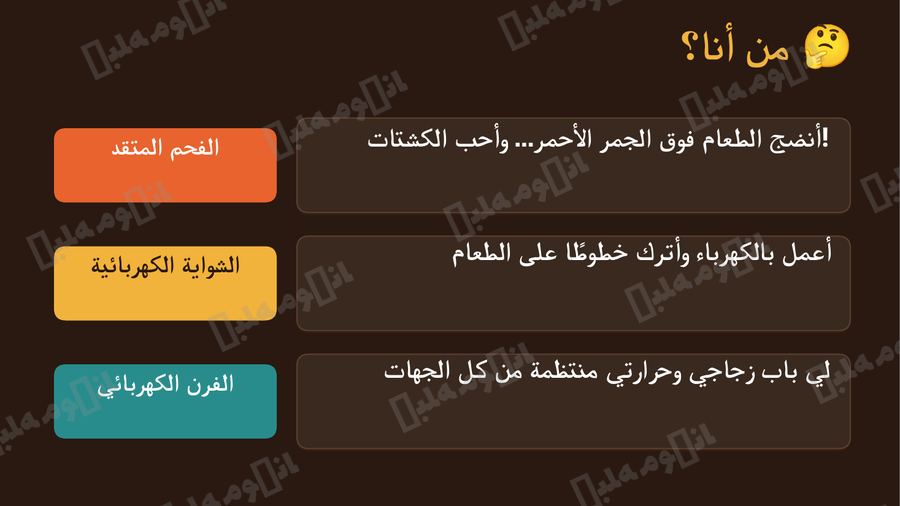 🤔 من أنا؟
أنضج الطعام فوق الجمر الأحمر... وأحب الكشتات!
الفحم المتقد
أعمل بالكهرباء وأترك خطوطًا على الطعام
الشواية الكهربائية
لي باب زجاجي وحرارتي منتظمة من كل الجهات
الفرن الكهربائي